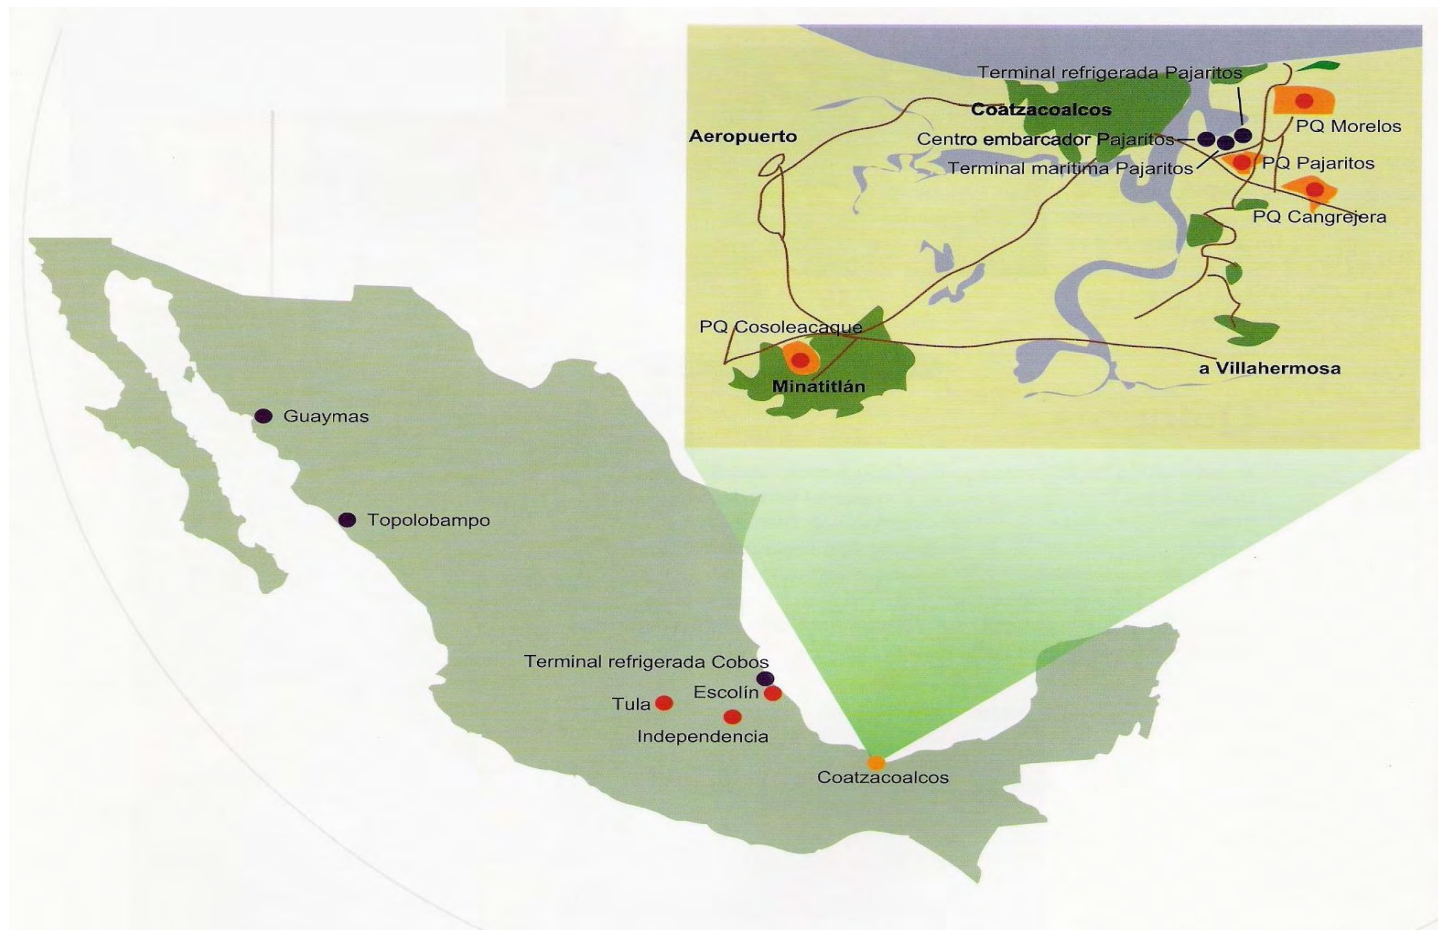 Terminal refrigerada Pajaritos
Coatzacoalcos
PQ Morelos
Aeropuerto
Centro embarcador Pajaritos
PQ Pajaritos
Terminal marítima Pajaritos
PQ Cangrejera
PQ Cosoleacaque
a Villahermosa
Minatitlán
Guaymas
Topolobampo
Terminal refrigerada Cobos
Escolín
Tula
Independencia
Coatzacoalcos